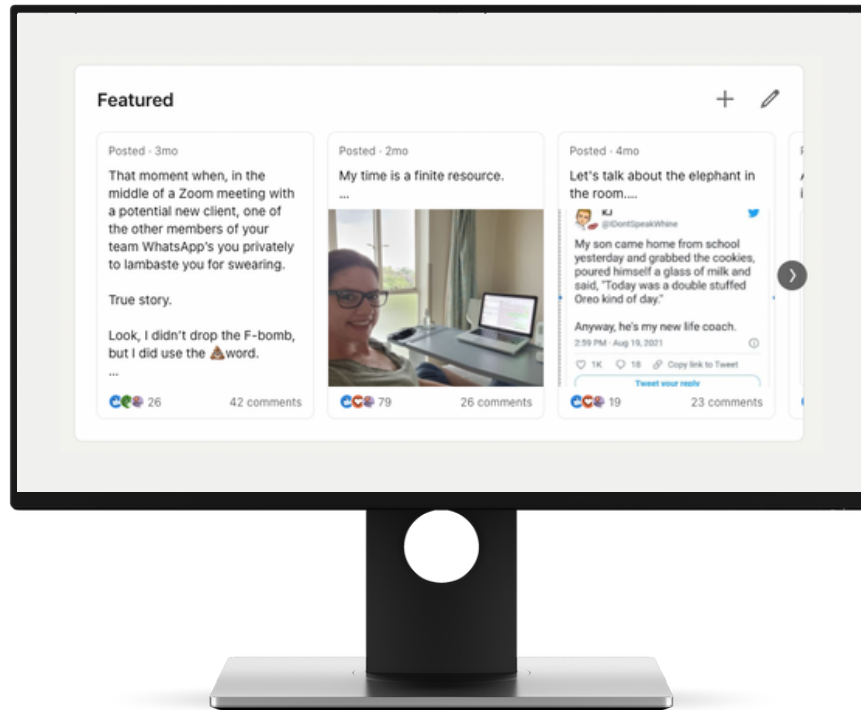 Featured
Posted · 3mo
That moment when, in the
middle of a Zoom meeting with
a potential new client, one of
the other members of your
team WhatsApp's you privately
to lambaste you for swearing.
True story.
Look, I didn't drop the F-bomb,
but I did use the 💩word.
...
26
42 comments
Posted · 2mo
My time is a finite resource.
...
79
26 comments
Posted · 4mo
Let's talk about the elephant in
the room....
KJ
@IDontSpeakWhine
My son came home from school
yesterday and grabbed the cookies,
poured himself a glass of milk and
said, "Today was a double stuffed
Oreo kind of day."
Anyway, he's my new life coach.
2:59 PM · Aug 19, 2021
1K 18 Copy link to Tweet
Tweet your reply
19
23 comments